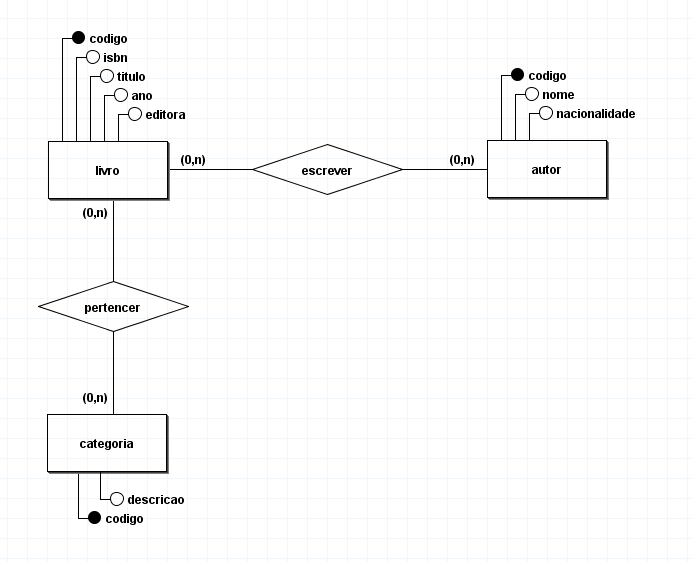 codigo
isbn
titulo
ano
editora
livro
(0,n)
escrever
(0,n)
codigo
nome
nacionalidade
autor
(0,n)
pertencer
(0,n)
categoria
descricao
codigo